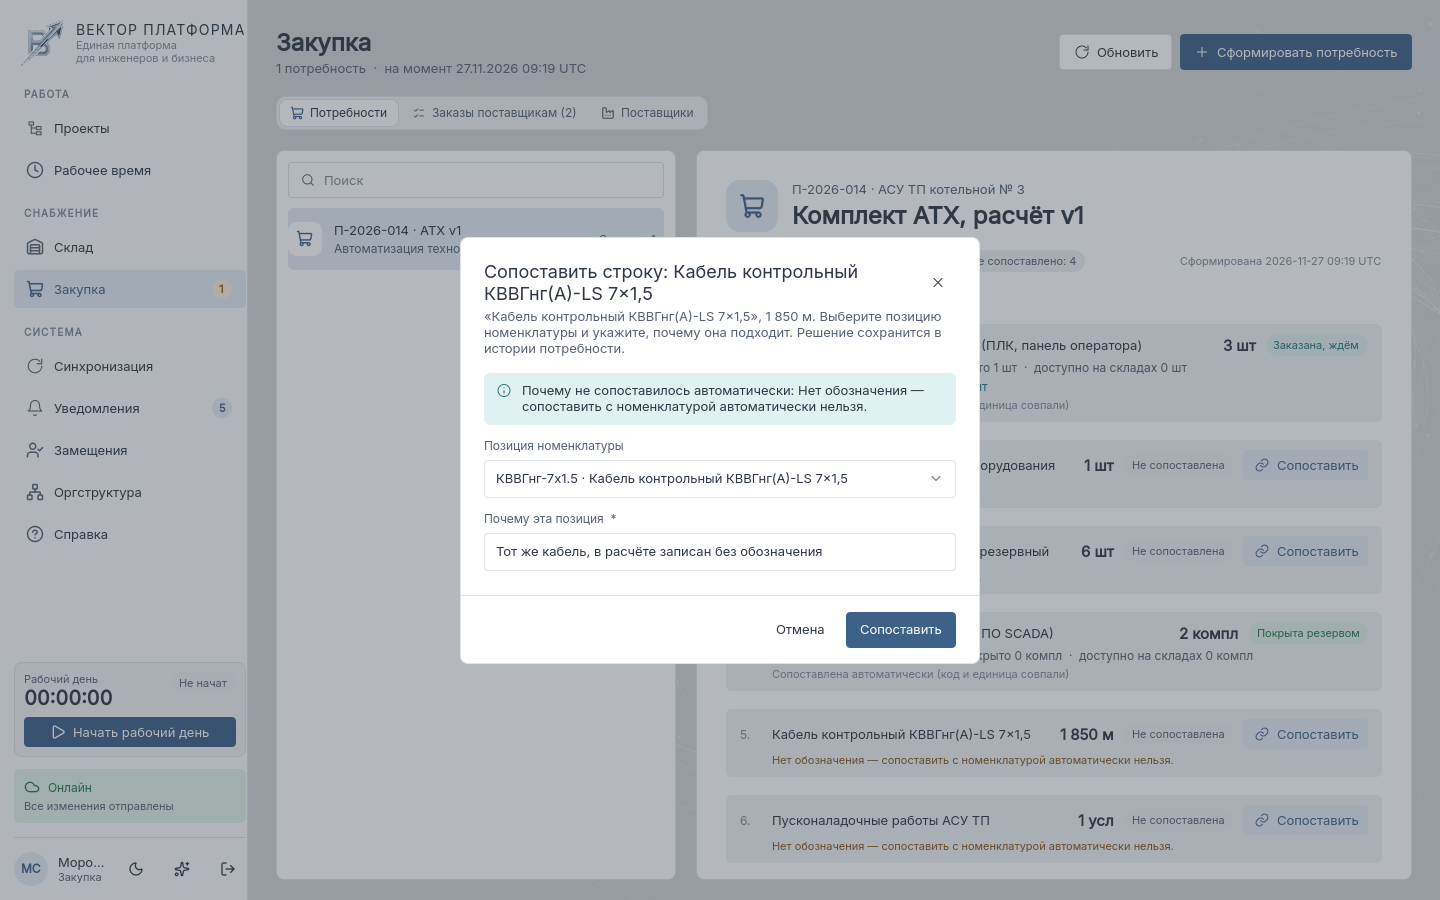 ВЕКТОР ПЛАТФОРМА
Единая платформа
для инженеров и бизнеса
РАБОТА
Проекты
Рабочее время
СНАБЖЕНИЕ
Склад
Закупка
1
СИСТЕМА
Синхронизация
Уведомления
5
Замещения
Оргструктура
Справка
Рабочий день
Не начат
00:00:00
Начать рабочий день
Онлайн
Все изменения отправлены
МС
Моро...
Закупка
Закупка
1 потребность · на момент 27.11.2026 09:19 UTC
Обновить
Сформировать потребность
Потребности
Заказы поставщикам (2)
Поставщики
Поиск
П-2026-014 · АТХ v1
Автоматизация техно
П-2026-014 · АСУ ТП котельной № 3
Комплект АТХ, расчёт v1
е сопоставлено: 4
Сформирована 2026-11-27 09:19 UTC
(ПЛК, панель оператора)
3 шт
Заказана, ждём
то 1 шт · доступно на складах 0 шт
шт
диница совпали)
орудования
1 шт
Не сопоставлена
Сопоставить
резервный
6 шт
Не сопоставлена
Сопоставить
ПО SCADA)
2 компл
Покрыта резервом
крыто 0 компл · доступно на складах 0 компл
Сопоставлена автоматически (код и единица совпали)
5.
Кабель контрольный КВВГнг(А)-LS 7×1,5
1 850 м
Не сопоставлена
Сопоставить
Нет обозначения — сопоставить с номенклатурой автоматически нельзя.
6.
Пусконаладочные работы АСУ ТП
1 усл
Не сопоставлена
Сопоставить
Нет обозначения — сопоставить с номенклатурой автоматически нельзя.
Сопоставить строку: Кабель контрольный
КВВГнг(А)-LS 7×1,5
«Кабель контрольный КВВГнг(А)-LS 7×1,5», 1 850 м. Выберите позицию
номенклатуры и укажите, почему она подходит. Решение сохранится в
истории потребности.
Почему не сопоставилось автоматически: Нет обозначения —
сопоставить с номенклатурой автоматически нельзя.
Позиция номенклатуры
КВВГнг-7х1.5 · Кабель контрольный КВВГнг(А)-LS 7×1,5
Почему эта позиция *
Тот же кабель, в расчёте записан без обозначения
Отмена
Сопоставить